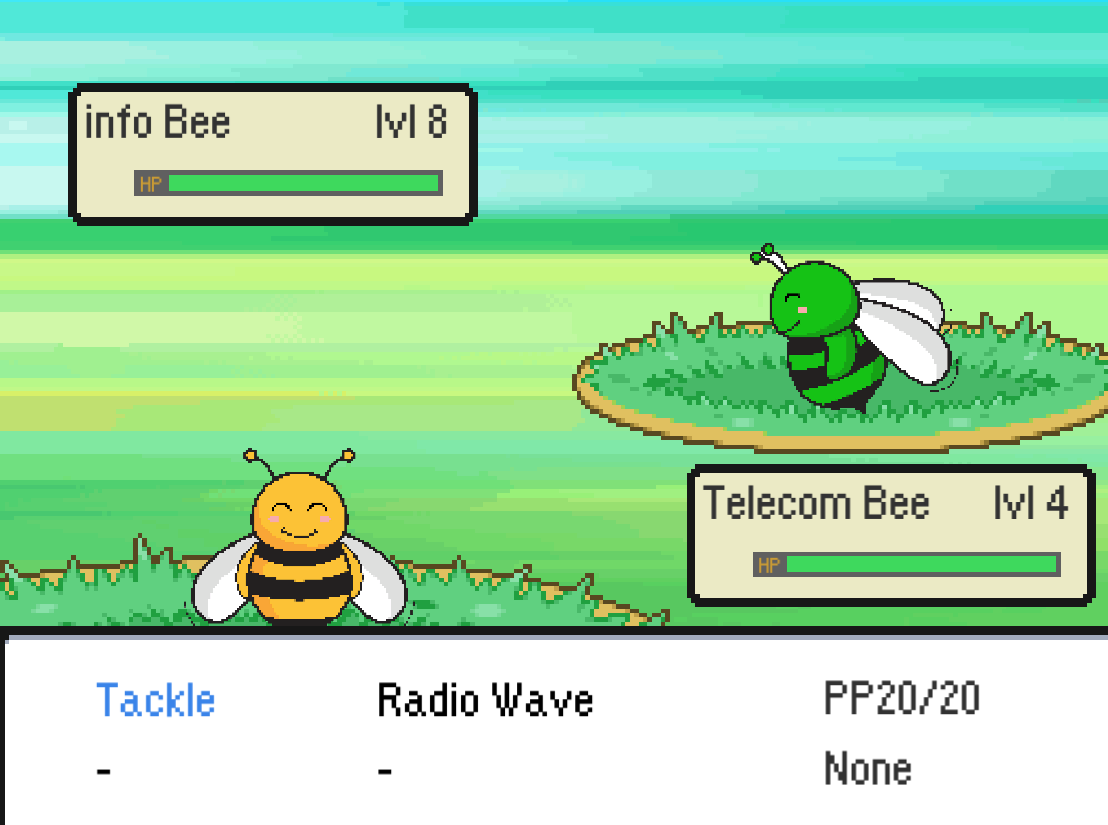 info Bee lvl 8
HP
Telecom Bee lvl 4
HP
Tackle Radio Wave PP20/20
- - None